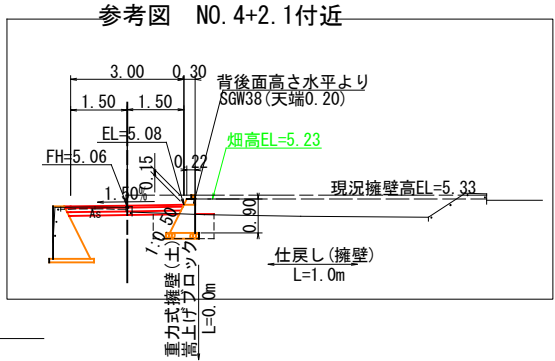 参考図 NO.4+2.1付近
3.00
0.30
背後面高さ水平より
SGW38(天端0.20)
1.50
1.50
EL=5.08
畑高EL=5.23
FH=5.06
0.15
0.22
現況擁壁高EL=5.33
1.50%
As
1:0.50
0.90
仕戻し(擁壁)
L=1.0m
重力式擁壁(土)
嵩上げブロック
L=0.0m